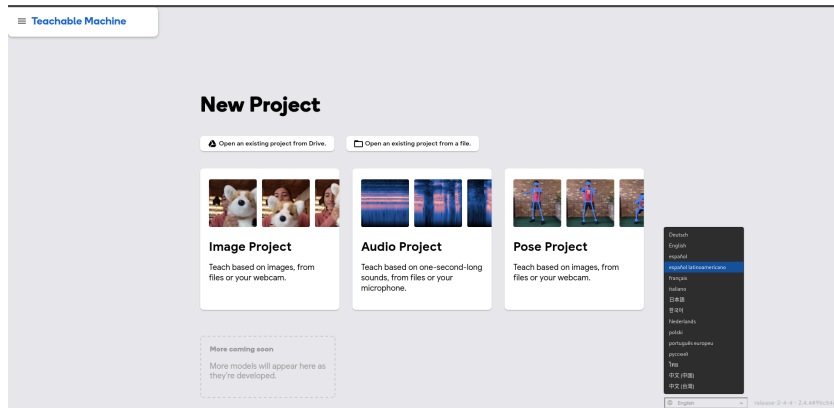 Teachable Machine
New Project
Open an existing project from Drive.
Open an existing project from a file.
Image Project
Teach based on images, from
files or your webcam.
Audio Project
Teach based on one-second-long
sounds, from files or your
microphone.
Pose Project
Teach based on images, from
files or your webcam.
More coming soon
More models will appear here as
they're developed.
Deutsch
English
español
español latinoamericano
français
italiano
日本語
한국어
Nederlands
polski
português europeu
русский
ไทย
中文 (中国)
中文 (台灣)
English